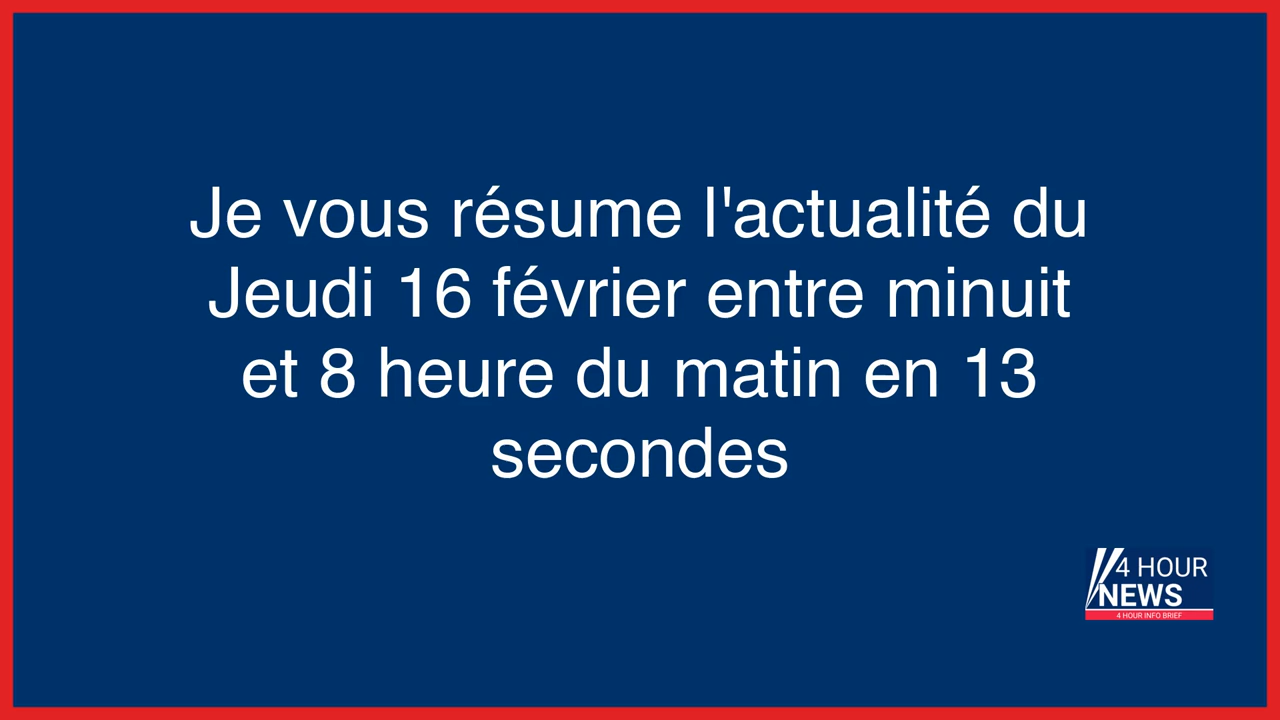 Je vous résume l'actualité du
Jeudi 16 février entre minuit
et 8 heure du matin en 13
secondes
4 HOUR
NEWS
4 HOUR INFO BRIEF